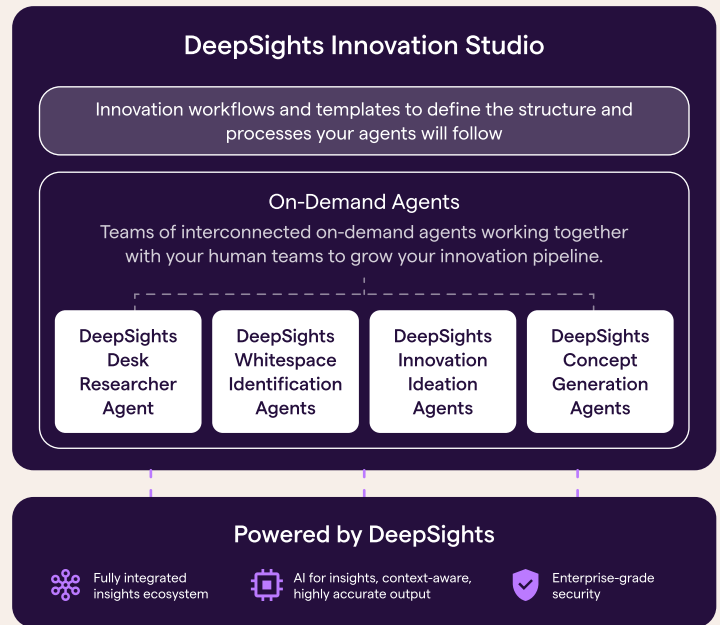 DeepSights Innovation Studio
Innovation workflows and templates to define the structure and
processes your agents will follow
On-Demand Agents
Teams of interconnected on-demand agents working together
with your human teams to grow your innovation pipeline.
DeepSights
Desk
Researcher
Agent
DeepSights
Whitespace
Identification
Agents
DeepSights
Innovation
Ideation
Agents
DeepSights
Concept
Generation
Agents
Powered by DeepSights
Fully integrated
insights ecosystem
AI for insights, context-aware,
highly accurate output
Enterprise-grade
security